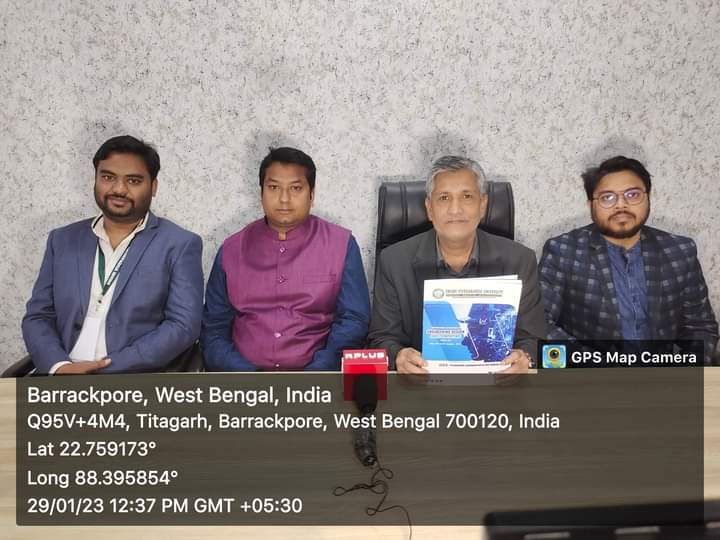 RPLUS
GPS Map Camera
Barrackpore, West Bengal, India
Q95V+4M4, Titagarh, Barrackpore, West Bengal 700120, India
Lat 22.759173°
Long 88.395854°
29/01/23 12:37 PM GMT +05:30